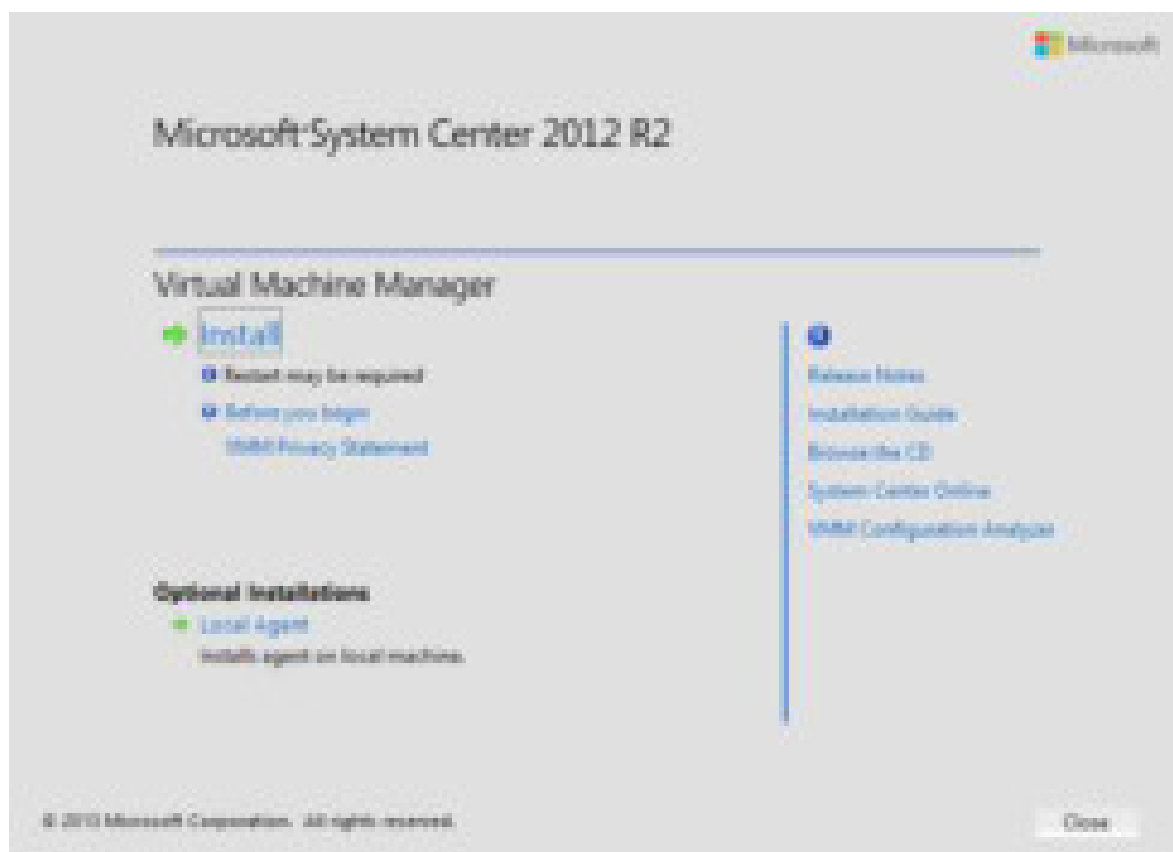 Microsoft
Microsoft System Center 2012 R2
Virtual Machine Manager
Install
Restart may be required
Before you begin
VMM Privacy Statement
Release Notes
Installation Guide
Browse the CD
System Center Online
VMM Configuration Analyzer
Optional Installations
Local Agent
Installs agent on local machine.
© 2013 Microsoft Corporation. All rights reserved.
Close